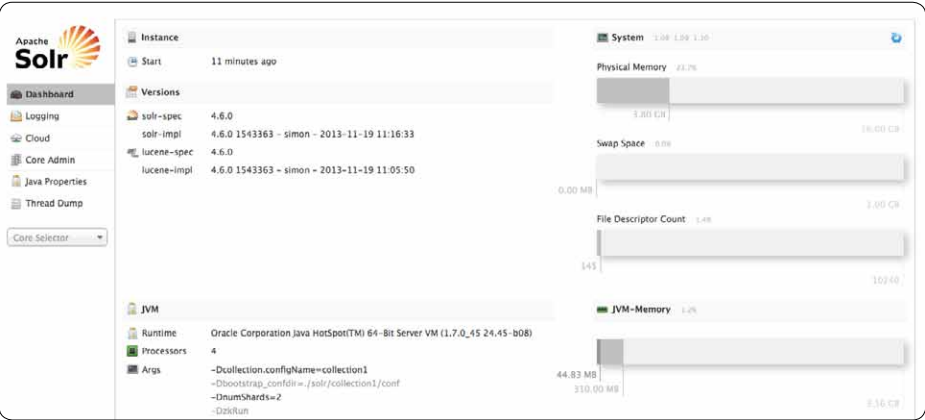 Apache
Solr
Dashboard
Logging
Cloud
Core Admin
Java Properties
Thread Dump
Core Selector
Instance
Start 11 minutes ago
Versions
solr-spec 4.6.0
solr-impl 4.6.0 1543363 - simon - 2013-11-19 11:16:33
lucene-spec 4.6.0
lucene-impl 4.6.0 1543363 - simon - 2013-11-19 11:05:50
JVM
Runtime Oracle Corporation Java HotSpot(TM) 64-Bit Server VM (1.7.0_45 24.45-b08)
Processors 4
Args -Dcollection.configName=collection1
-Dbootstrap_confdir=./solr/collection1/conf
-DnumShards=2
-DzkRun
System
Physical Memory
16.00 GB
Swap Space
0.00 MB
File Descriptor Count
145
10240
JVM-Memory
44.83 MB
310.00 MB